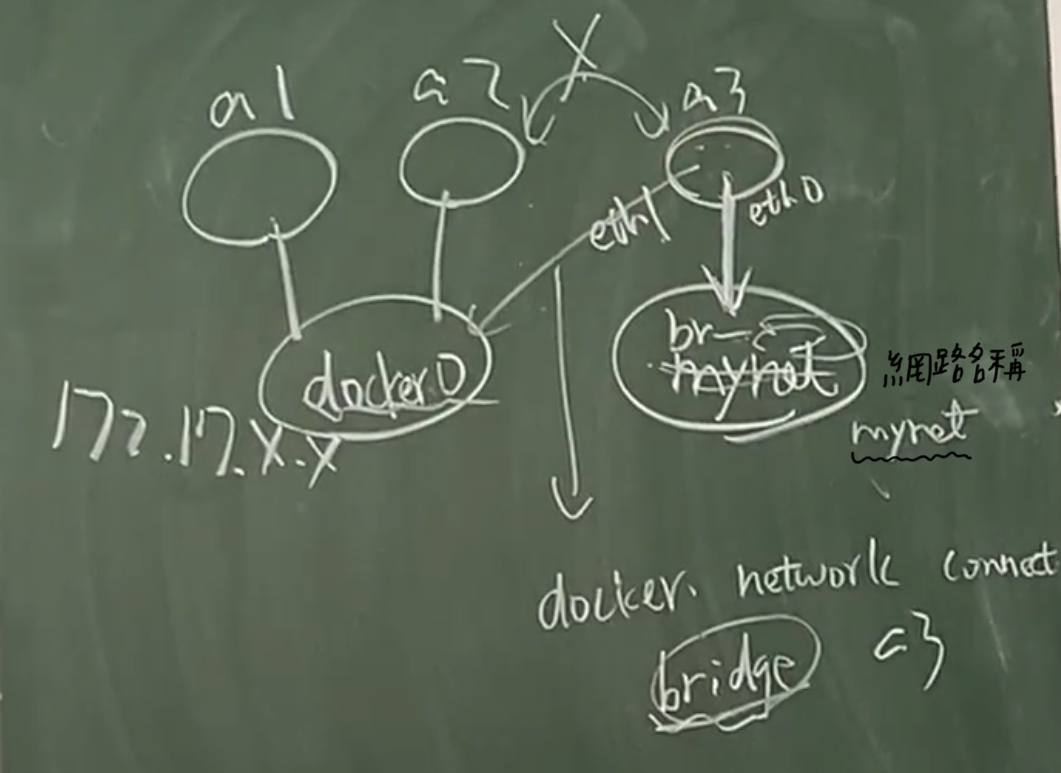 a1
a2
X
a3
eth1
eth0
docker0
172.17.X.X
br-
mynet
網路名稱
mynet
docker network connect
bridge a3